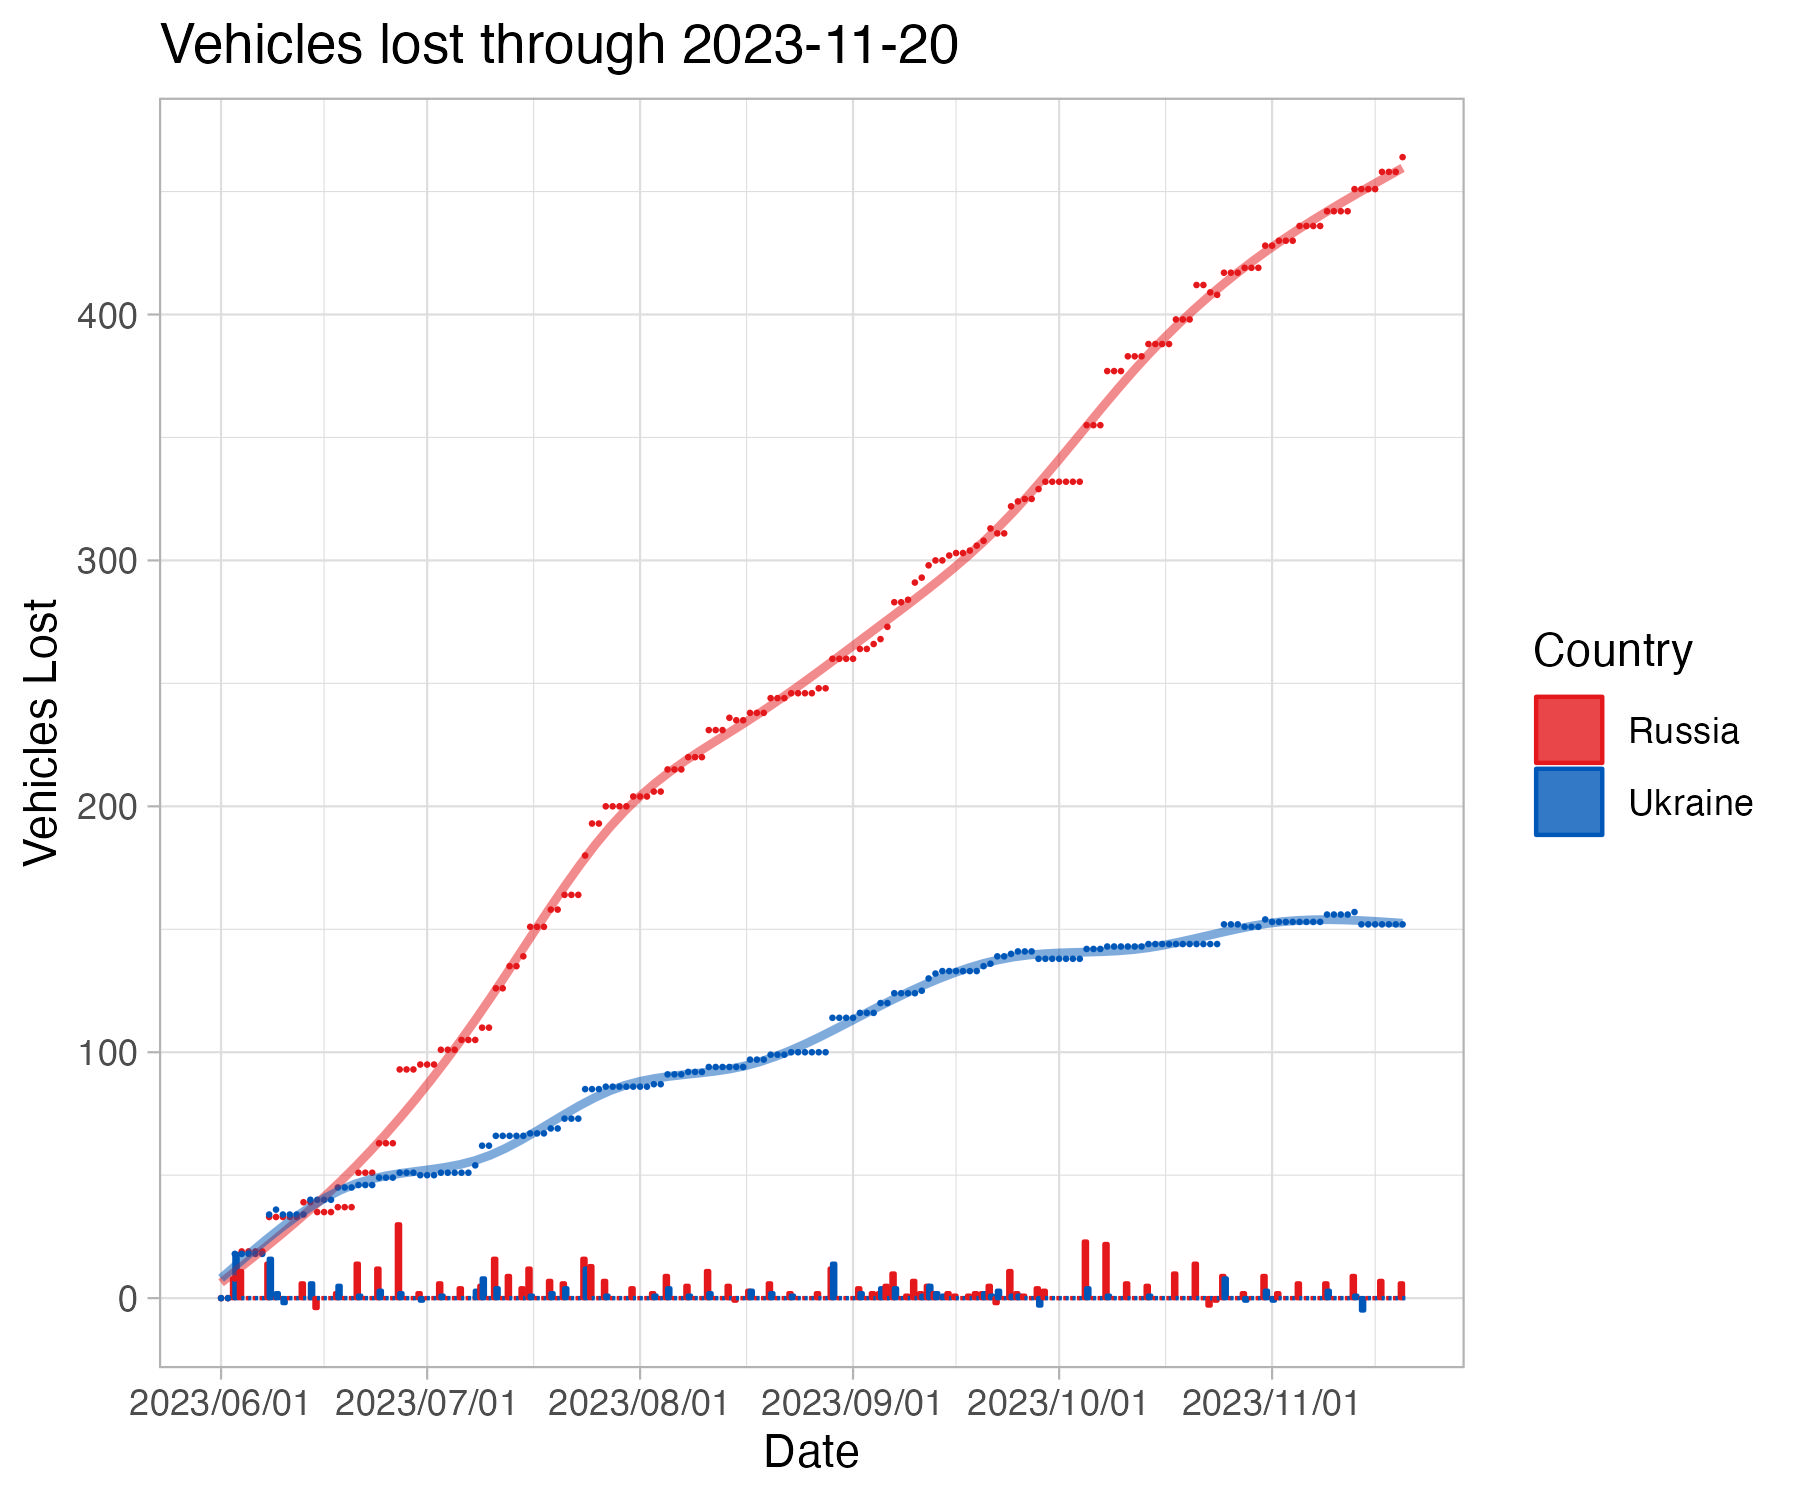 Vehicles lost through 2023-11-20
Vehicles Lost
400
300
200
100
0
2023/06/01 2023/07/01 2023/08/01 2023/09/01 2023/10/01 2023/11/01
Date
Country
Russia
Ukraine